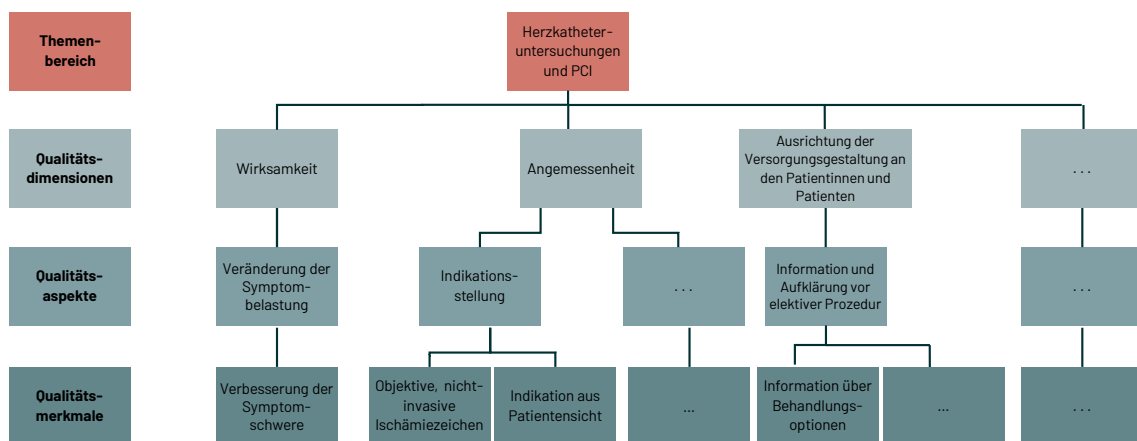 Themen-
bereich
Herzkatheter-
untersuchungen
und PCI
Qualitäts-
dimensionen
Wirksamkeit
Angemessenheit
Ausrichtung der
Versorgungsgestaltung an
den Patientinnen und
Patienten
. . .
Qualitäts-
aspekte
Veränderung der
Symptom-
belastung
Indikations-
stellung
. . .
Information und
Aufklärung vor
elektiver Prozedur
. . .
Qualitäts-
merkmale
Verbesserung der
Symptom-
schwere
Objektive, nicht-
invasive
Ischämiezeichen
Indikation aus
Patientensicht
...
Information über
Behandlungs-
optionen
...
. . .